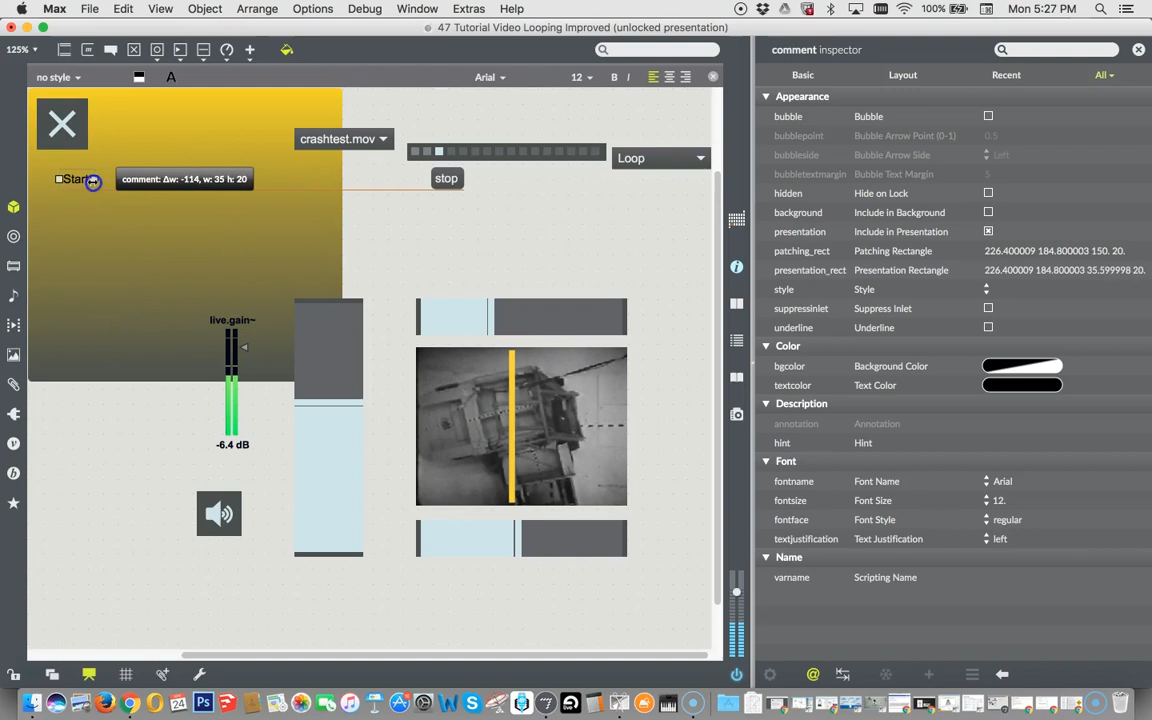 Max File Edit View Object Arrange Options Debug Window Extras Help 100% Mon 5:27 PM
47 Tutorial Video Looping Improved (unlocked presentation)
125%
no style A Arial 12 B I
crashtest.mov
Loop
Start
comment: Δw: -114, w: 35 h: 20
stop
live.gain~
-6.4 dB
comment inspector
Basic Layout Recent All
Appearance
bubble Bubble
bubblepoint Bubble Arrow Point (0-1) 0.5
bubbleside Bubble Arrow Side Left
bubbletextmargin Bubble Text Margin 5
hidden Hide on Lock
background Include in Background
presentation Include in Presentation
patching_rect Patching Rectangle 226.400009 184.800003 150. 20.
presentation_rect Presentation Rectangle 226.400009 184.800003 35.599998 20.
style Style
suppressinlet Suppress Inlet
underline Underline
Color
bgcolor Background Color
textcolor Text Color
Description
annotation Annotation
hint Hint
Font
fontname Font Name Arial
fontsize Font Size 12.
fontface Font Style regular
textjustification Text Justification left
Name
varname Scripting Name